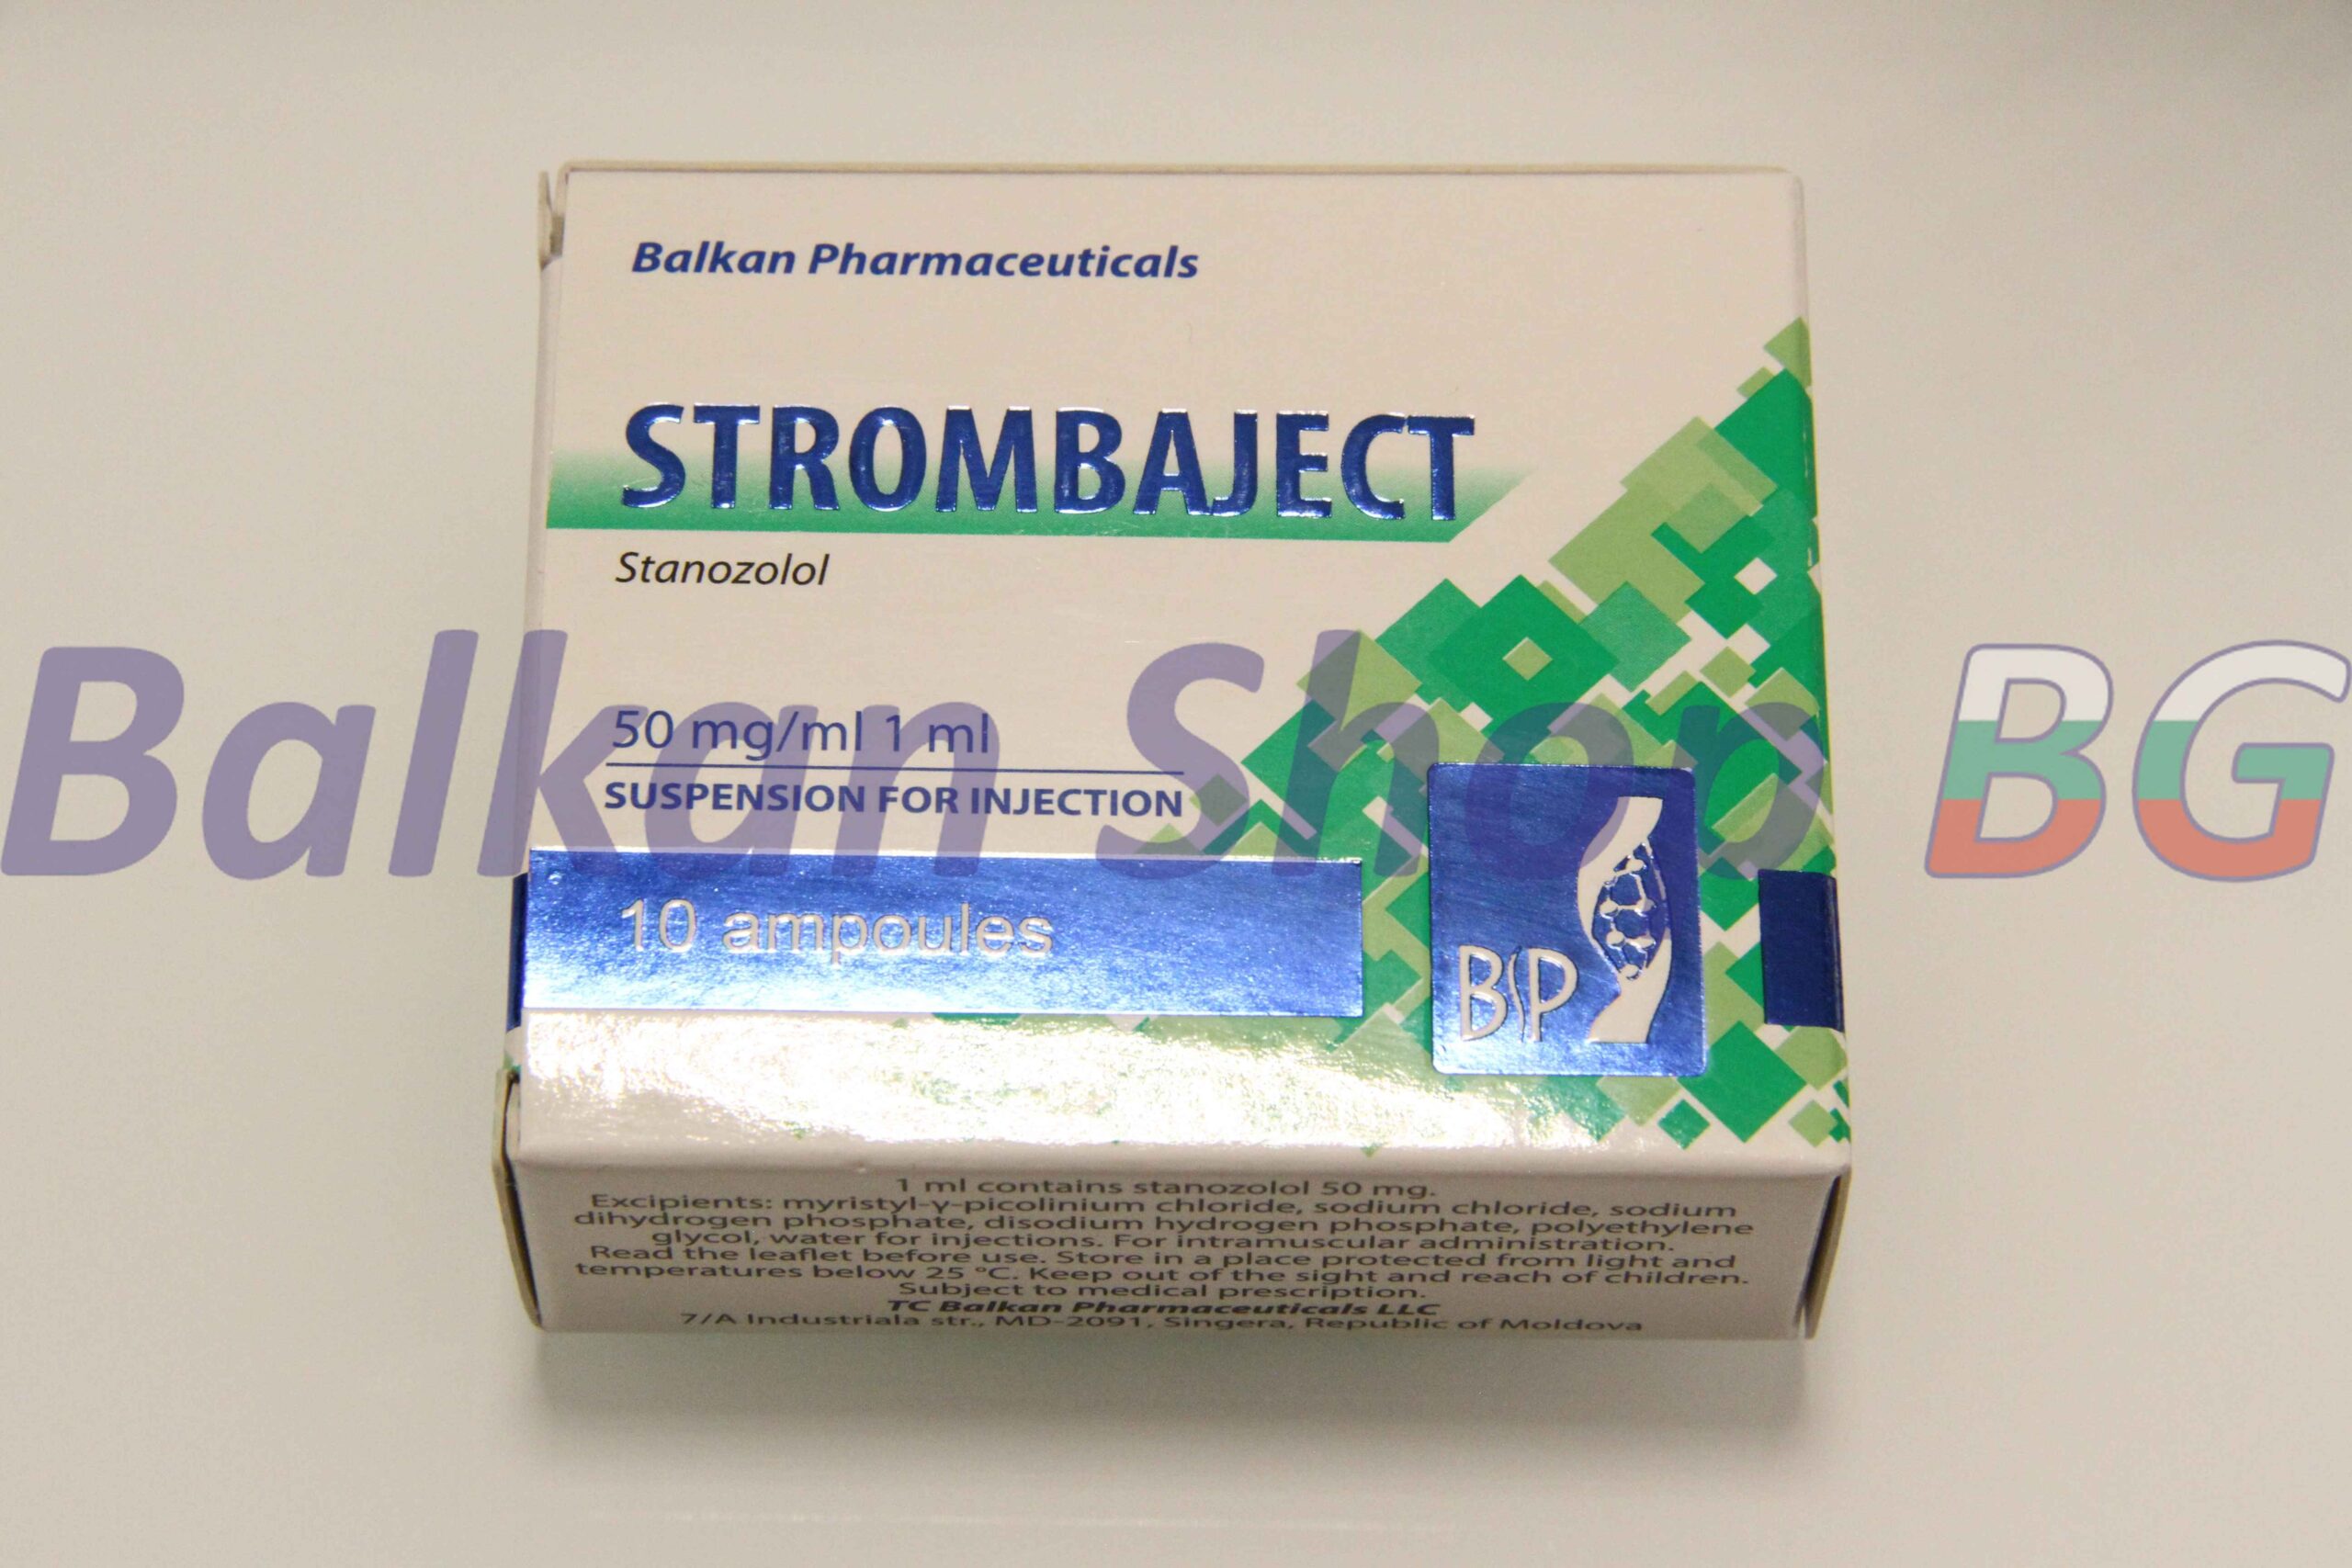 Balkan Pharmaceuticals
STROMBAJECT
Stanozolol
50 mg/ml 1 ml
SUSPENSION FOR INJECTION
Balkan Shop BG
10 ampoules
BP
1 ml contains stanozolol 50 mg.
Excipients: myristyl-γ-picolinium chloride, sodium chloride, sodium
dihydrogen phosphate, disodium hydrogen phosphate, polyethylene
glycol, water for injections. For intramuscular administration.
Read the leaflet before use. Store in a place protected from light and
temperatures below 25 °C. Keep out of the sight and reach of children.
Subject to medical prescription.
TC Balkan Pharmaceuticals LLC
7/A Industriala str., MD-2091, Singera, Republic of Moldova